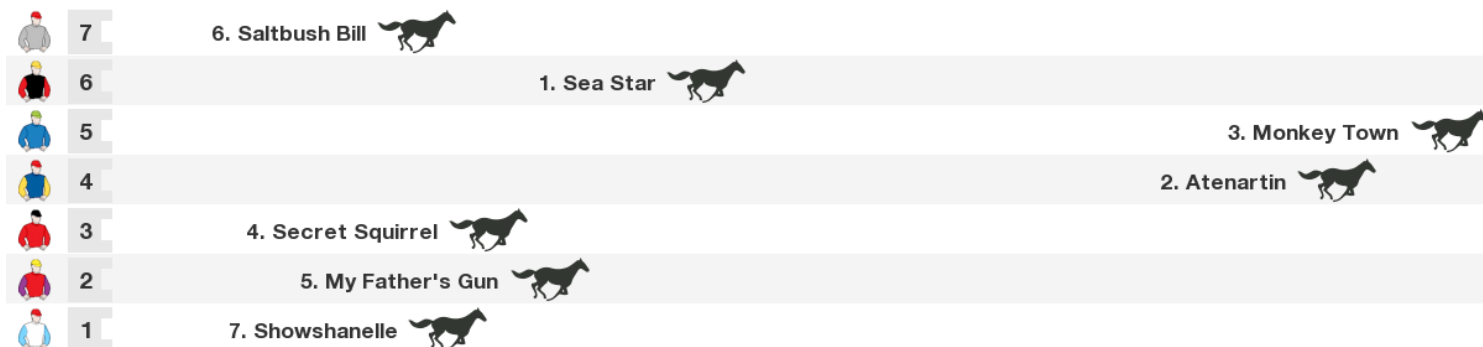 7 6. Saltbush Bill
6 1. Sea Star
5 3. Monkey Town
4 2. Atenartin
3 4. Secret Squirrel
2 5. My Father's Gun
1 7. Showshanelle